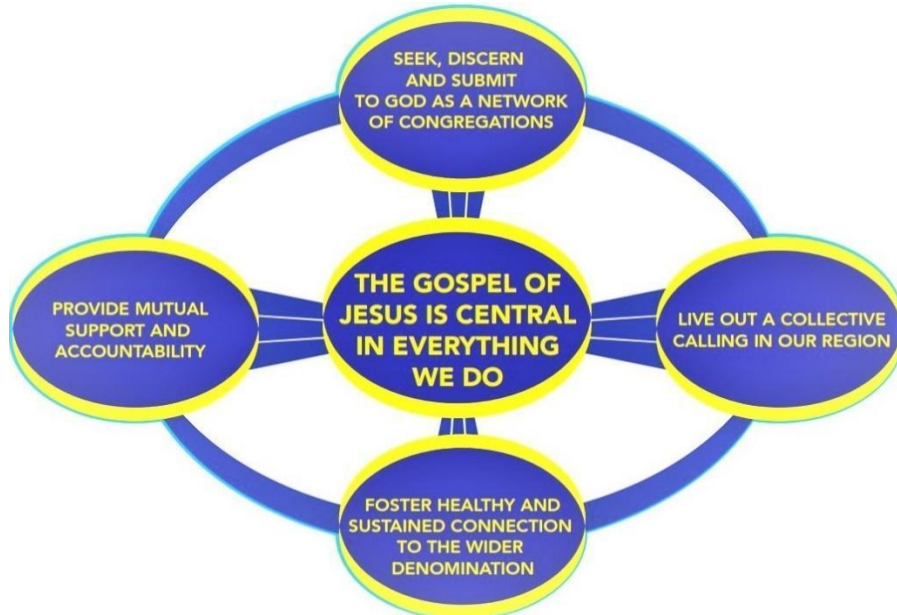 SEEK, DISCERN
AND SUBMIT
TO GOD AS A NETWORK
OF CONGREGATIONS
PROVIDE MUTUAL
SUPPORT AND
ACCOUNTABILITY
THE GOSPEL OF
JESUS IS CENTRAL
IN EVERYTHING
WE DO
LIVE OUT A COLLECTIVE
CALLING IN OUR REGION
FOSTER HEALTHY AND
SUSTAINED CONNECTION
TO THE WIDER
DENOMINATION